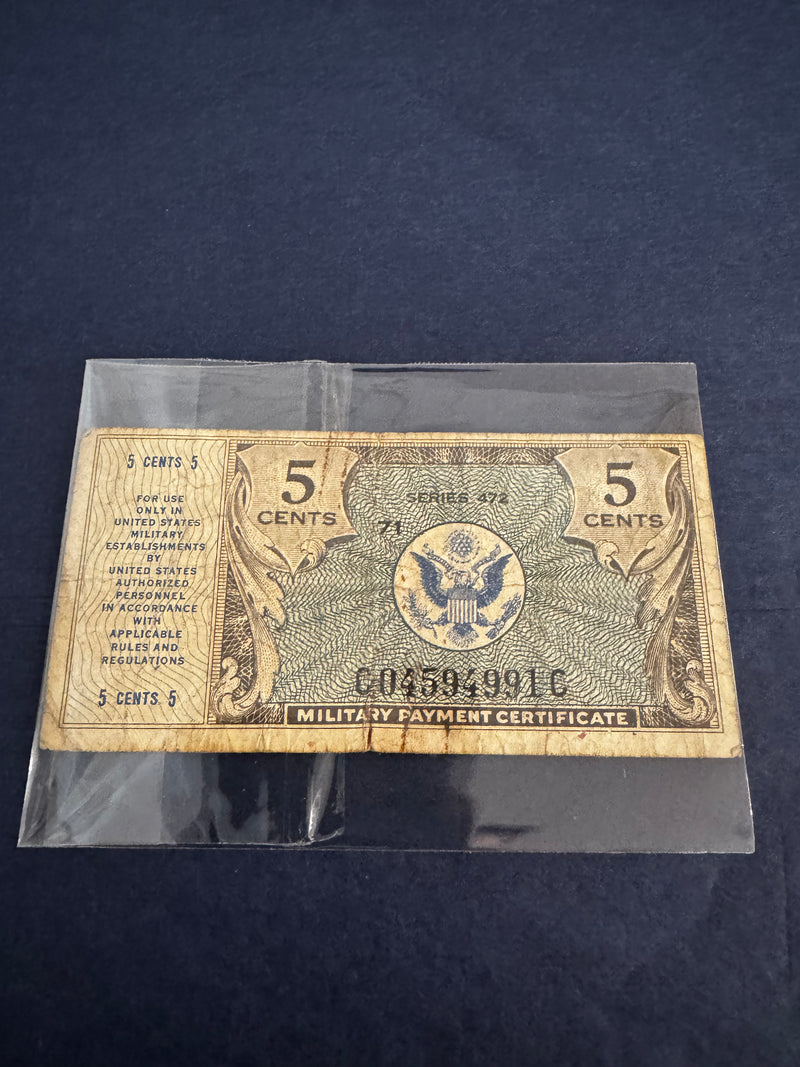 5 CENTS 5
FOR USE
ONLY IN
UNITED STATES
MILITARY
ESTABLISHMENTS
BY
UNITED STATES
AUTHORIZED
PERSONNEL
IN ACCORDANCE
WITH
APPLICABLE
RULES AND
REGULATIONS
5 CENTS 5
5
CENTS
SERIES 472
71
5
CENTS
C04594991C
MILITARY PAYMENT CERTIFICATE